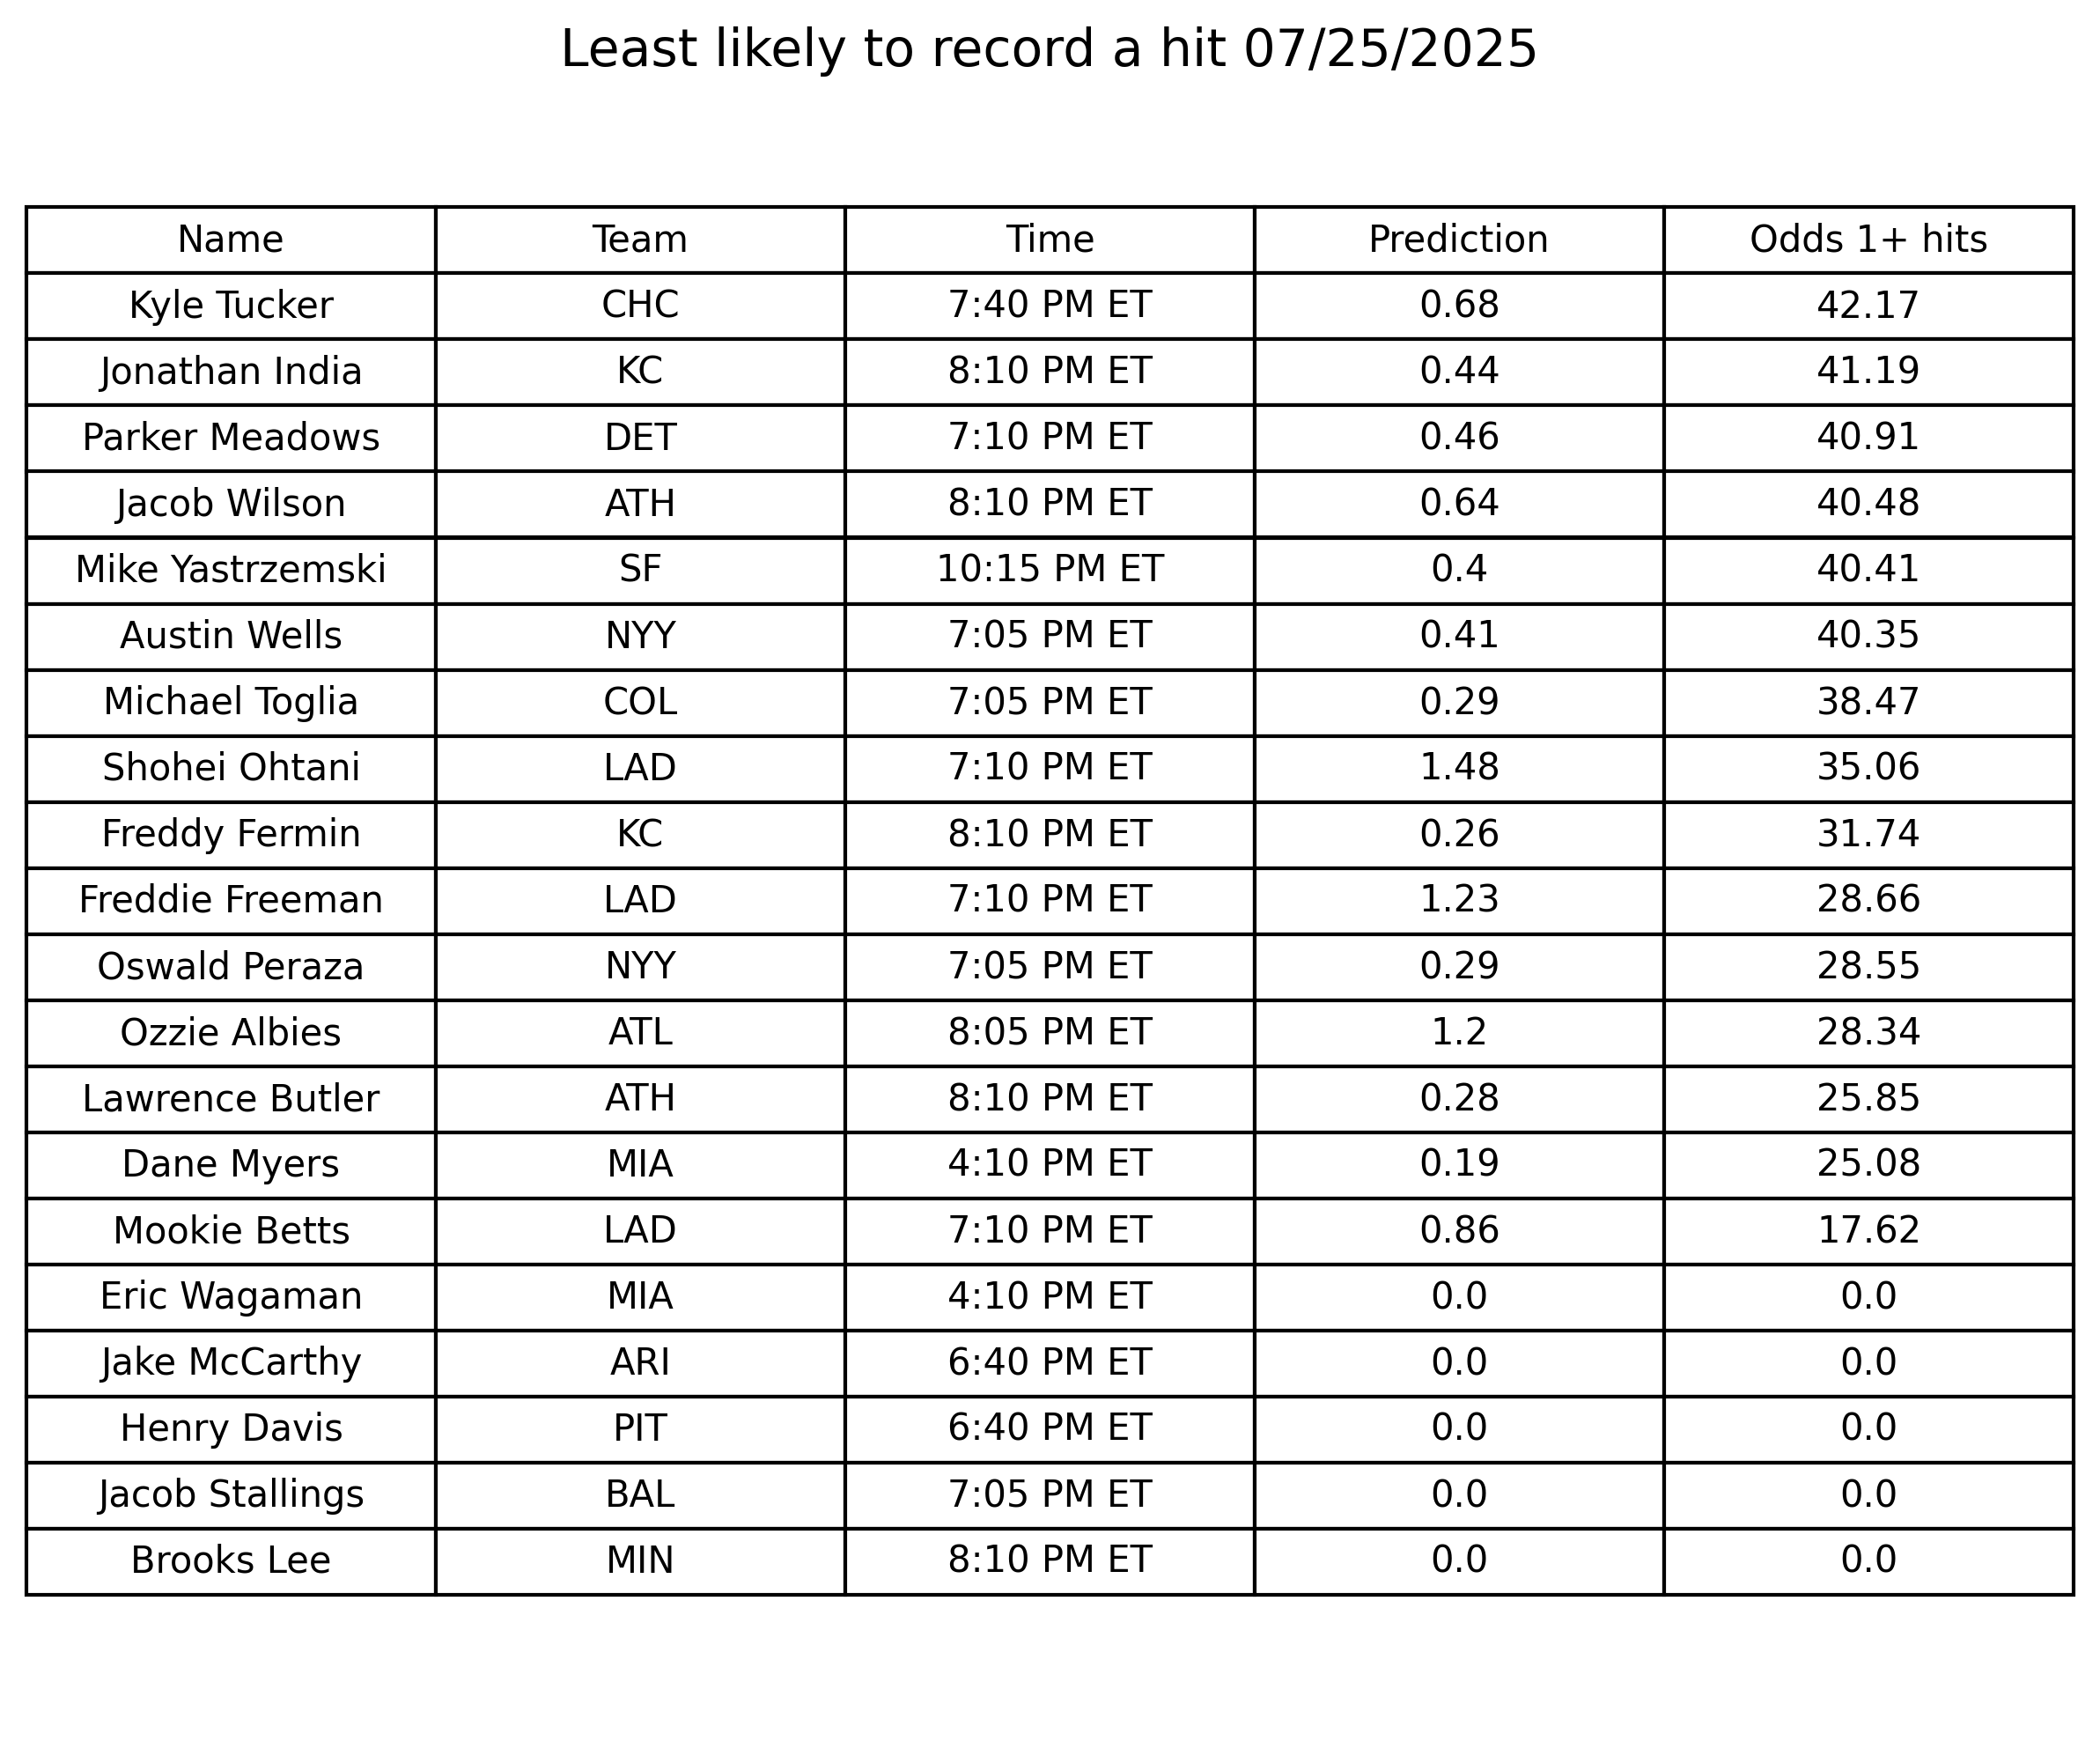 Least likely to record a hit 07/25/2025
Name Team Time Prediction Odds 1+ hits
Kyle Tucker CHC 7:40 PM ET 0.68 42.17
Jonathan India KC 8:10 PM ET 0.44 41.19
Parker Meadows DET 7:10 PM ET 0.46 40.91
Jacob Wilson ATH 8:10 PM ET 0.64 40.48
Mike Yastrzemski SF 10:15 PM ET 0.4 40.41
Austin Wells NYY 7:05 PM ET 0.41 40.35
Michael Toglia COL 7:05 PM ET 0.29 38.47
Shohei Ohtani LAD 7:10 PM ET 1.48 35.06
Freddy Fermin KC 8:10 PM ET 0.26 31.74
Freddie Freeman LAD 7:10 PM ET 1.23 28.66
Oswald Peraza NYY 7:05 PM ET 0.29 28.55
Ozzie Albies ATL 8:05 PM ET 1.2 28.34
Lawrence Butler ATH 8:10 PM ET 0.28 25.85
Dane Myers MIA 4:10 PM ET 0.19 25.08
Mookie Betts LAD 7:10 PM ET 0.86 17.62
Eric Wagaman MIA 4:10 PM ET 0.0 0.0
Jake McCarthy ARI 6:40 PM ET 0.0 0.0
Henry Davis PIT 6:40 PM ET 0.0 0.0
Jacob Stallings BAL 7:05 PM ET 0.0 0.0
Brooks Lee MIN 8:10 PM ET 0.0 0.0